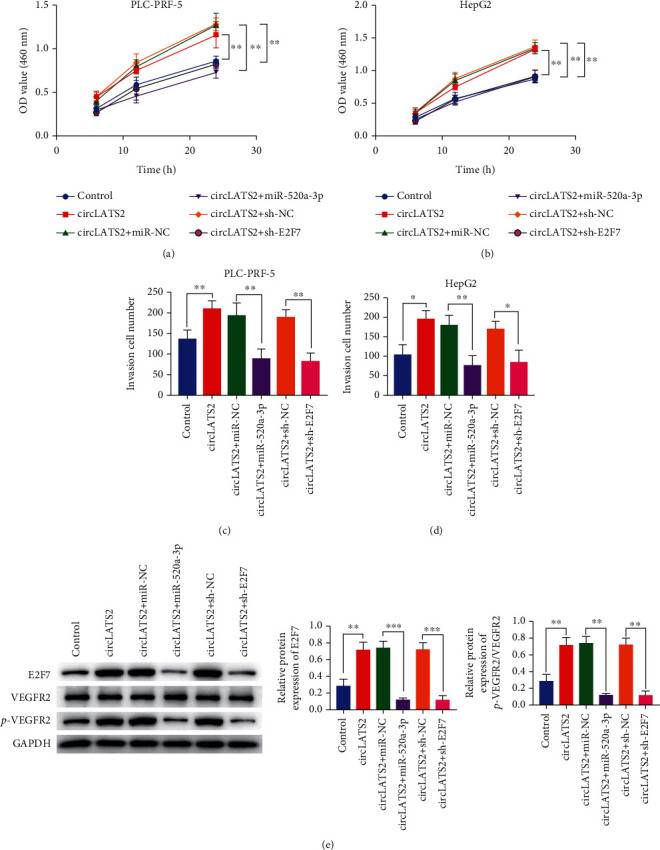 PLC-PRF-5
OD value (460 nm)
1.5
1.0
0.5
0.0
0 10 20 30
Time (h)
** ** **
HepG2
OD value (460 nm)
2.0
1.5
1.0
0.5
0.0
0 10 20 30
Time (h)
** ** **
Control
circLATS2
circLATS2+miR-NC
circLATS2+miR-520a-3p
circLATS2+sh-NC
circLATS2+sh-E2F7
(a)
Control
circLATS2
circLATS2+miR-NC
circLATS2+miR-520a-3p
circLATS2+sh-NC
circLATS2+sh-E2F7
(b)
PLC-PRF-5
Invasion cell number
250
200
150
100
50
0
** ** **
Control
circLATS2
circLATS2+miR-NC
circLATS2+miR-520a-3p
circLATS2+sh-NC
circLATS2+sh-E2F7
(c)
HepG2
Invasion cell number
250
200
150
100
50
0
* ** *
Control
circLATS2
circLATS2+miR-NC
circLATS2+miR-520a-3p
circLATS2+sh-NC
circLATS2+sh-E2F7
(d)
Control
circLATS2
circLATS2+miR-NC
circLATS2+miR-520a-3p
circLATS2+sh-NC
circLATS2+sh-E2F7
E2F7
VEGFR2
p-VEGFR2
GAPDH
Relative protein
expression of E2F7
0.8
0.6
0.4
0.2
0.0
** *** ***
Control
circLATS2
circLATS2+miR-NC
circLATS2+miR-520a-3p
circLATS2+sh-NC
circLATS2+sh-E2F7
Relative protein
expression of
p-VEGFR2/VEGFR2
0.8
0.6
0.4
0.2
0.0
** ** **
Control
circLATS2
circLATS2+miR-NC
circLATS2+miR-520a-3p
circLATS2+sh-NC
circLATS2+sh-E2F7
(e)